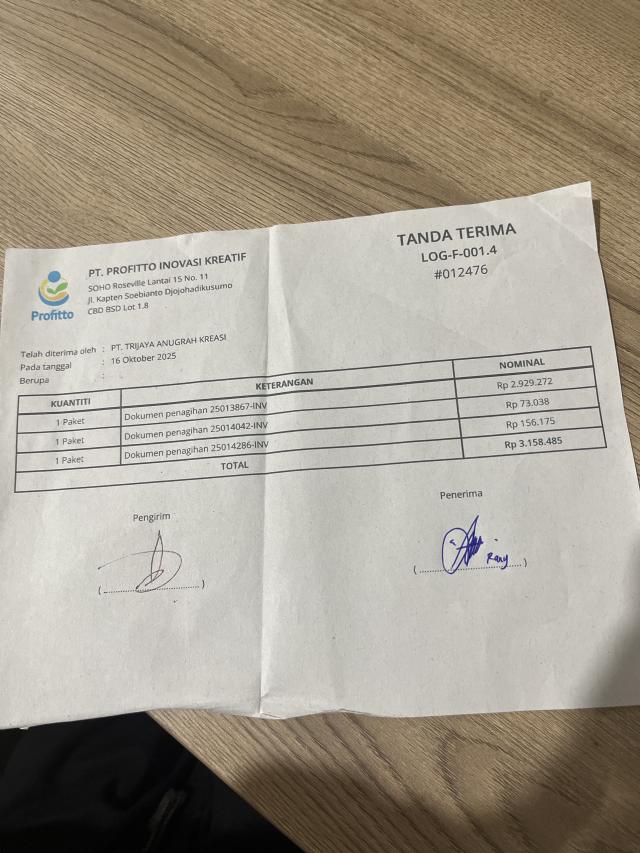 Profitto
PT. PROFITTO INOVASI KREATIF
SOHO Roseville Lantai 15 No. 11
Jl. Kapten Soebianto Djojohadikusumo
CBD BSD Lot 1.8
TANDA TERIMA
LOG-F-001.4
#012476
Telah diterima oleh : PT. TRIJAYA ANUGRAH KREASI
Pada tanggal : 16 Oktober 2025
Berupa :
KUANTITI KETERANGAN NOMINAL
1 Paket Dokumen penagihan 25013867-INV Rp 2.929.272
1 Paket Dokumen penagihan 25014042-INV Rp 73.038
1 Paket Dokumen penagihan 25014286-INV Rp 156.175
TOTAL Rp 3.158.485
Pengirim
Penerima
(....................)
(....................)